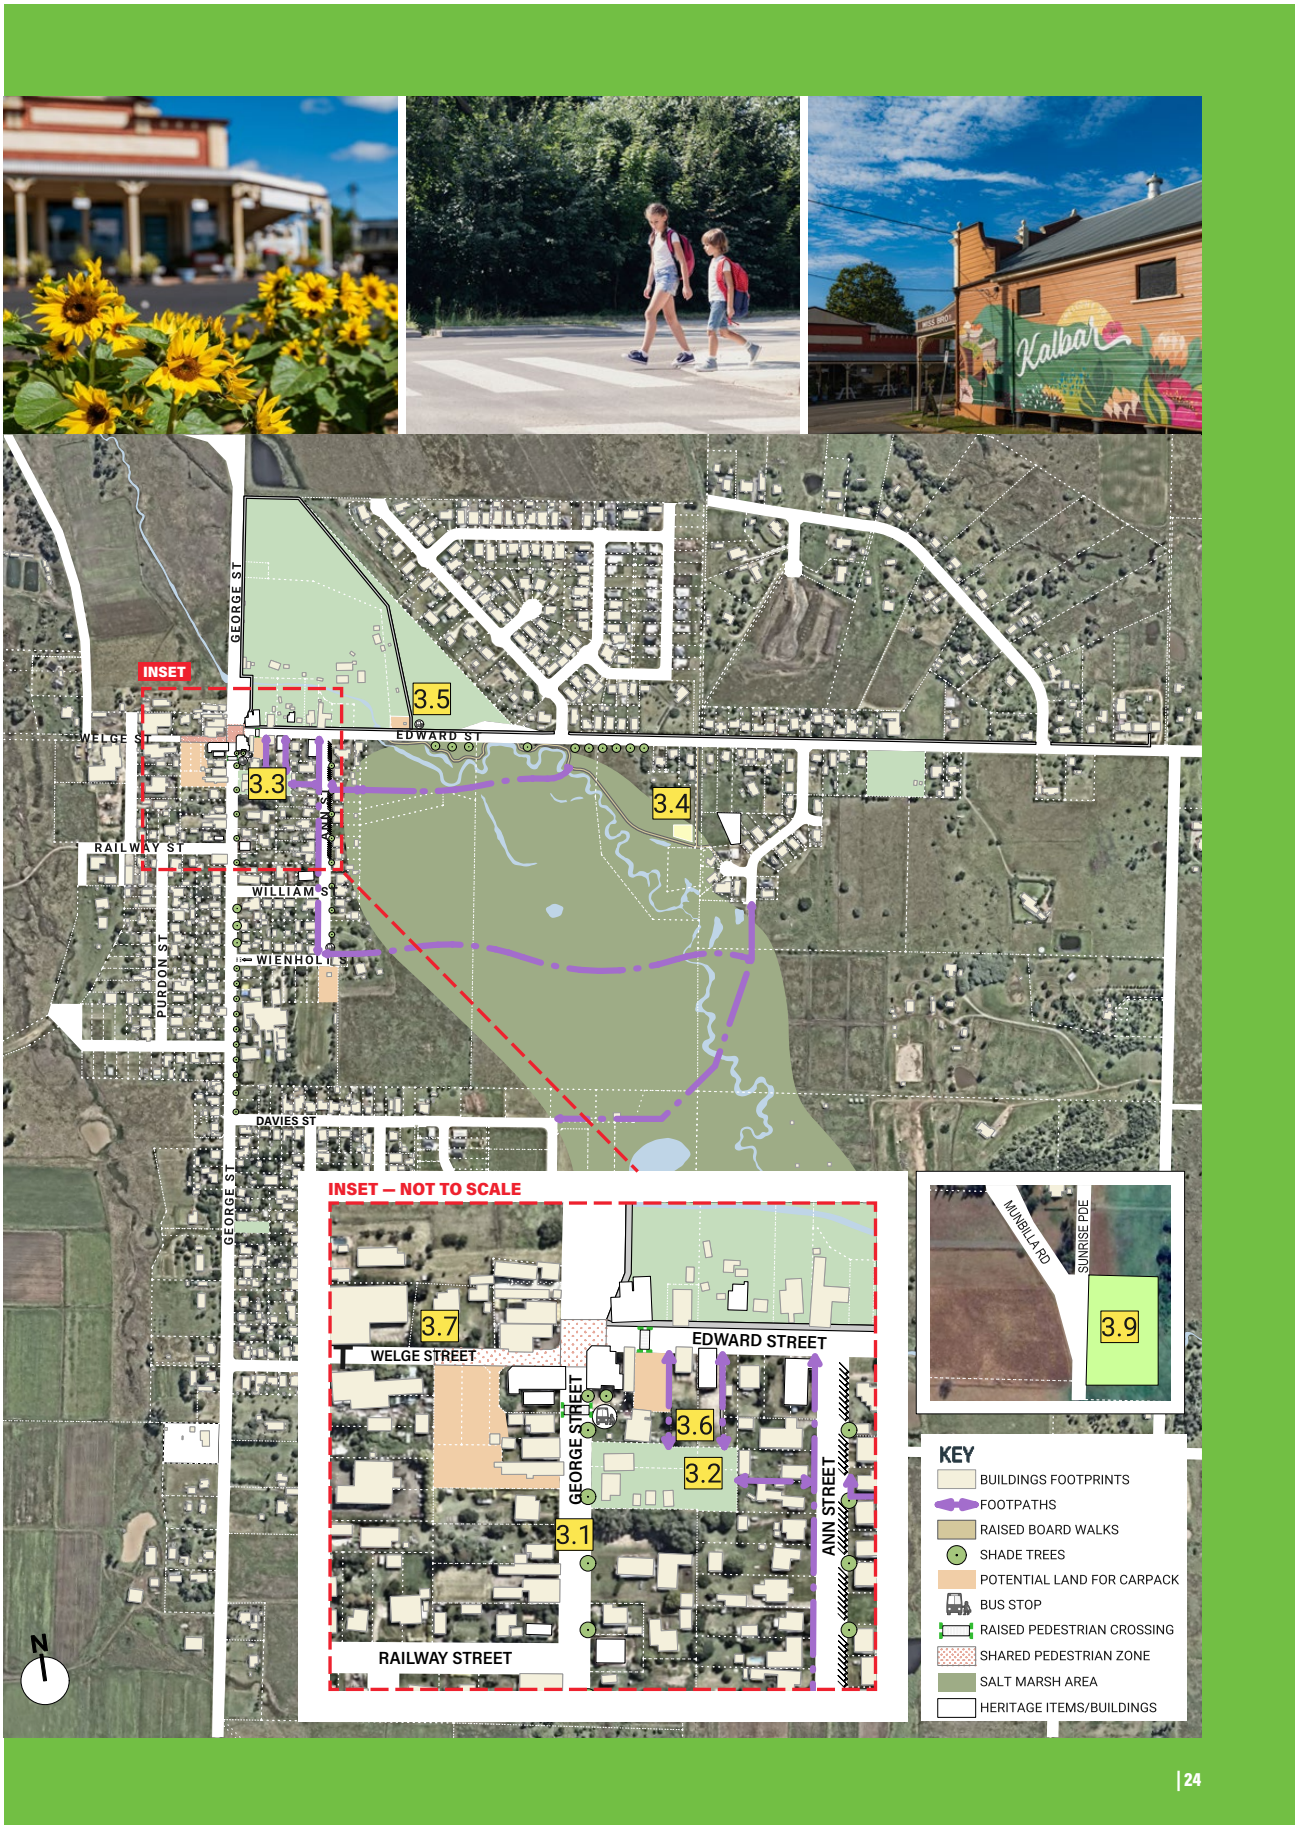 MISS BROS
Kalbar
GEORGE ST
INSET
3.5
EDWARD ST
WELGE ST
3.3
3.4
ANN S
RAILWAY ST
WILLIAM ST
WIENHOLT S
PURDON ST
DAVIES ST
GEORGE ST
INSET — NOT TO SCALE
3.7
EDWARD STREET
WELGE STREET
GEORGE STREET
3.6
3.2
ANN STREET
3.1
RAILWAY STREET
MUNBILLA RD
SUNRISE PDE
3.9
KEY
BUILDINGS FOOTPRINTS
FOOTPATHS
RAISED BOARD WALKS
SHADE TREES
POTENTIAL LAND FOR CARPACK
BUS STOP
RAISED PEDESTRIAN CROSSING
SHARED PEDESTRIAN ZONE
SALT MARSH AREA
HERITAGE ITEMS/BUILDINGS
N
| 24